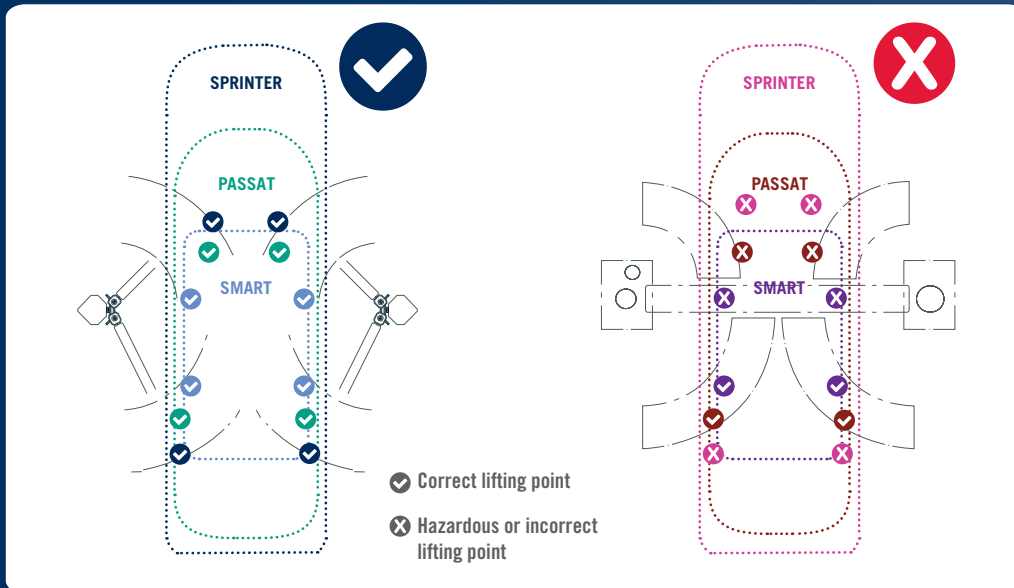 SPRINTER
PASSAT
SMART
SPRINTER
PASSAT
SMART
Correct lifting point
Hazardous or incorrect
lifting point